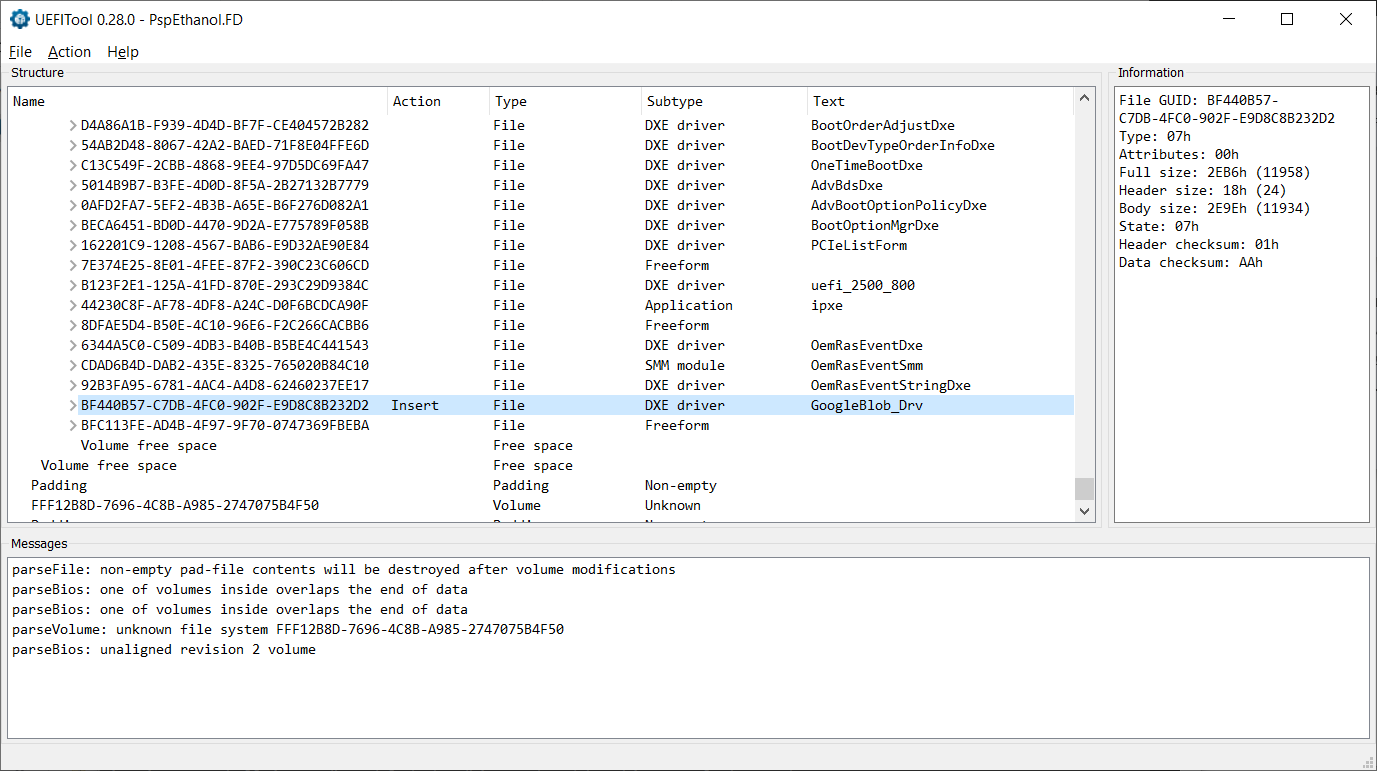 UEFITool 0.28.0 - PspEthanol.FD
File Action Help
Structure
Name Action Type Subtype Text
D4A86A1B-F939-4D4D-BF7F-CE404572B282 File DXE driver BootOrderAdjustDxe
54AB2D48-8067-42A2-BAED-71F8E04FFE6D File DXE driver BootDevTypeOrderInfoDxe
C13C549F-2CBB-4868-9EE4-97D5DC69FA47 File DXE driver OneTimeBootDxe
5014B9B7-B3FE-4D0D-8F5A-2B27132B7779 File DXE driver AdvBdsDxe
0AFD2FA7-5EF2-4B3B-A65E-B6F276D082A1 File DXE driver AdvBootOptionPolicyDxe
BECA6451-BD0D-4470-9D2A-E775789F058B File DXE driver BootOptionMgrDxe
162201C9-1208-4567-BAB6-E9D32AE90E84 File DXE driver PCIeListForm
7E374E25-8E01-4FEE-87F2-390C23C606CD File Freeform
B123F2E1-125A-41FD-870E-293C29D9384C File DXE driver uefi_2500_800
44230C8F-AF78-4DF8-A24C-D0F6BCDCA90F File Application ipxe
8DFAE5D4-B50E-4C10-96E6-F2C266CACBB6 File Freeform
6344A5C0-C509-4DB3-B40B-B5BE4C441543 File DXE driver OemRasEventDxe
CDAD6B4D-DAB2-435E-8325-765020B84C10 File SMM module OemRasEventSmm
92B3FA95-6781-4AC4-A4D8-62460237EE17 File DXE driver OemRasEventStringDxe
BF440B57-C7DB-4FC0-902F-E9D8C8B232D2 Insert File DXE driver GoogleBlob_Drv
BFC113FE-AD4B-4F97-9F70-0747369FBEBA File Freeform
Volume free space Free space
Volume free space Free space
Padding Padding Non-empty
FFF12B8D-7696-4C8B-A985-2747075B4F50 Volume Unknown
Information
File GUID: BF440B57-
C7DB-4FC0-902F-E9D8C8B232D2
Type: 07h
Attributes: 00h
Full size: 2EB6h (11958)
Header size: 18h (24)
Body size: 2E9Eh (11934)
State: 07h
Header checksum: 01h
Data checksum: AAh
Messages
parseFile: non-empty pad-file contents will be destroyed after volume modifications
parseBios: one of volumes inside overlaps the end of data
parseBios: one of volumes inside overlaps the end of data
parseVolume: unknown file system FFF12B8D-7696-4C8B-A985-2747075B4F50
parseBios: unaligned revision 2 volume